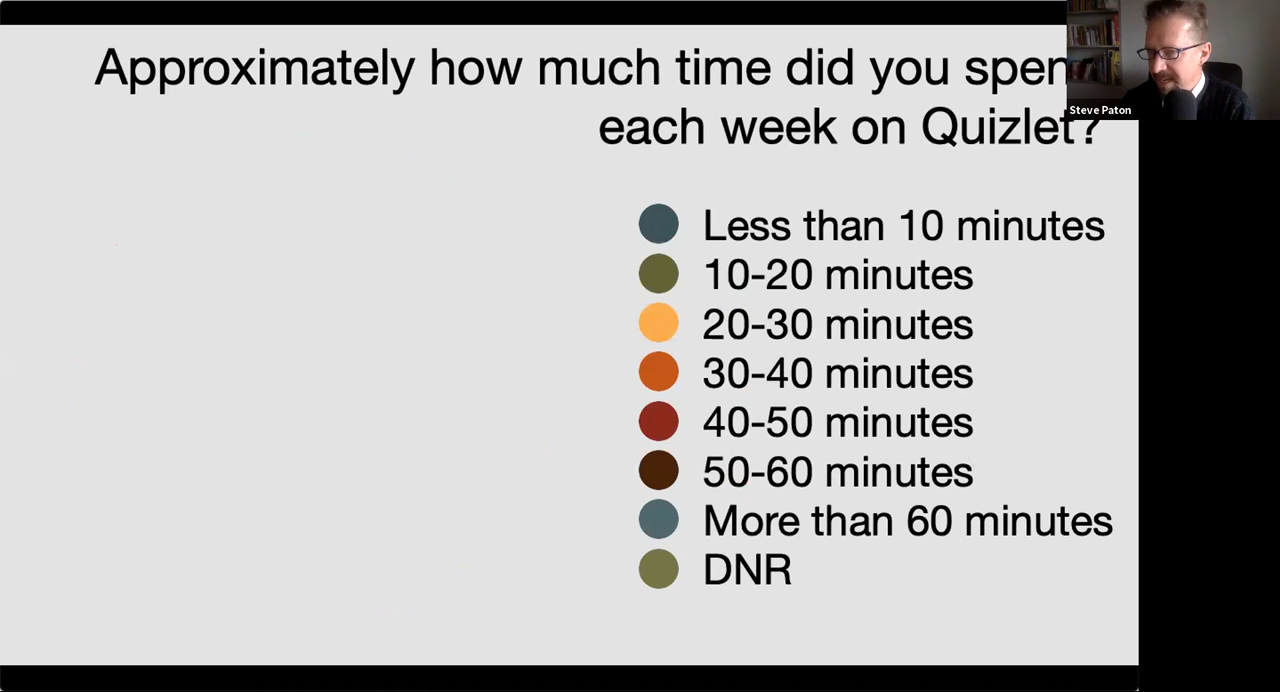 Approximately how much time did you spen
each week on Quizlet?
Less than 10 minutes
10-20 minutes
20-30 minutes
30-40 minutes
40-50 minutes
50-60 minutes
More than 60 minutes
DNR
Steve Paton